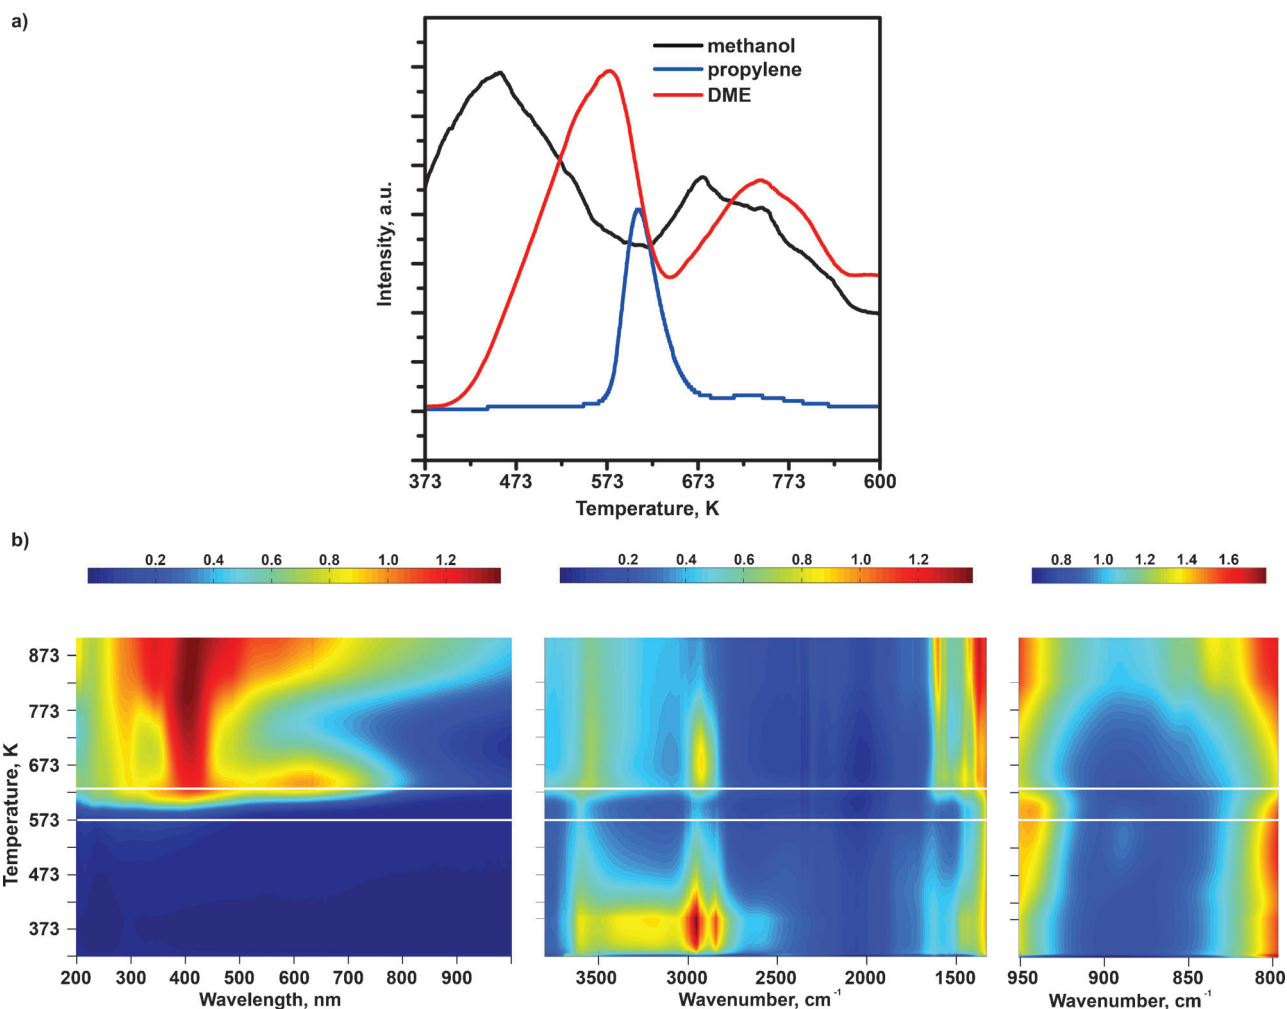 a)
methanol
propylene
DME
Intensity, a.u.
373 473 573 673 773 600
Temperature, K
b)
0.2 0.4 0.6 0.8 1.0 1.2
0.2 0.4 0.6 0.8 1.0 1.2
0.8 1.0 1.2 1.4 1.6
Temperature, K
873
773
673
573
473
373
200 300 400 500 600 700 800 900
Wavelength, nm
3500 3000 2500 2000 1500
Wavenumber, cm⁻¹
950 900 850 800
Wavenumber, cm⁻¹